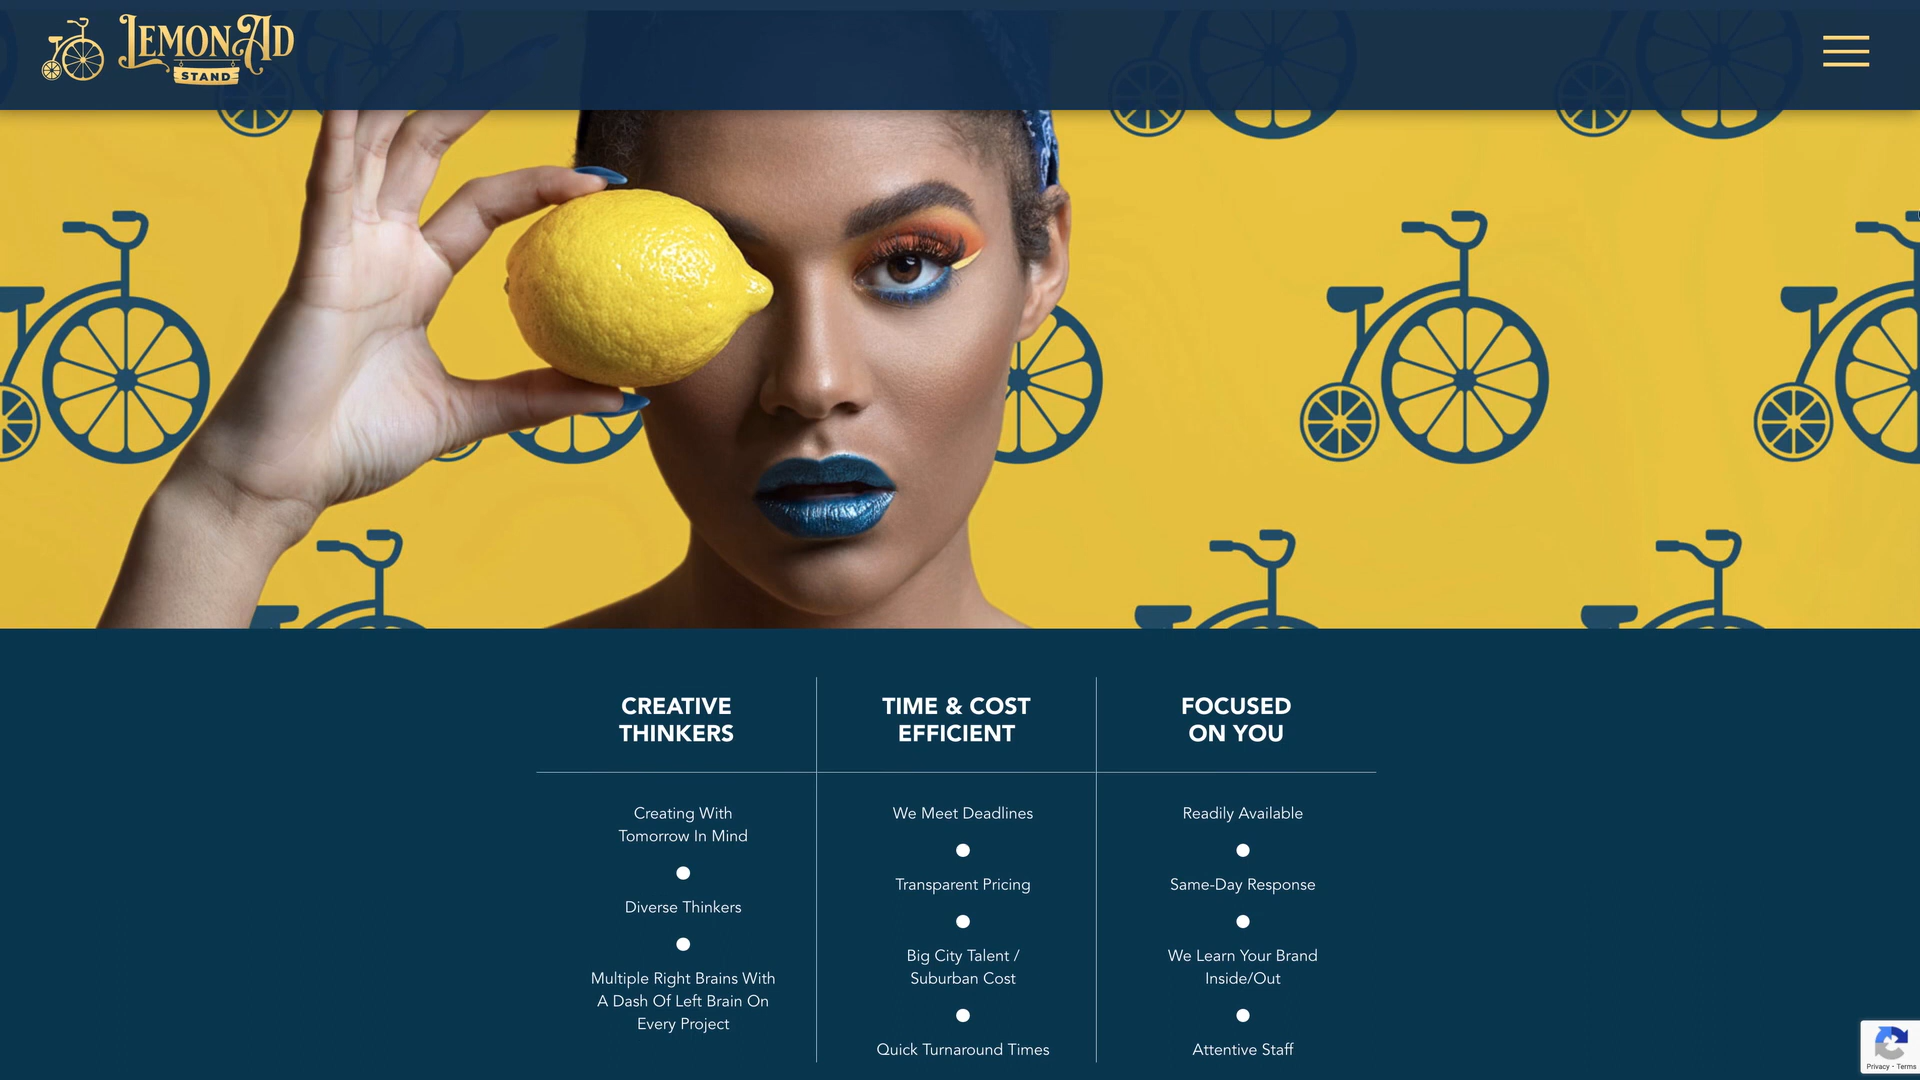 LEMONAD
STAND
CREATIVE
THINKERS
Creating With
Tomorrow In Mind
Diverse Thinkers
Multiple Right Brains With
A Dash Of Left Brain On
Every Project
TIME & COST
EFFICIENT
We Meet Deadlines
Transparent Pricing
Big City Talent /
Suburban Cost
Quick Turnaround Times
FOCUSED
ON YOU
Readily Available
Same-Day Response
We Learn Your Brand
Inside/Out
Attentive Staff
Privacy - Terms